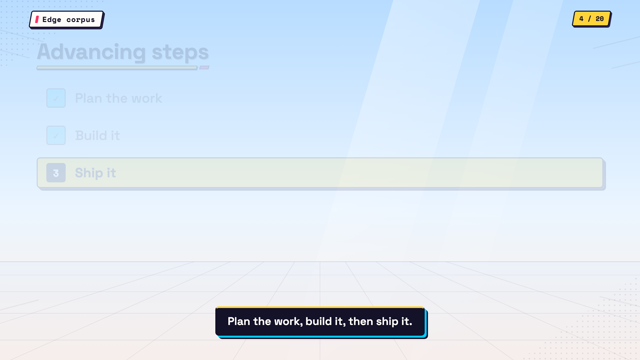 Edge corpus
4 / 20
Advancing steps
✓ Plan the work
✓ Build it
3 Ship it
Plan the work, build it, then ship it.